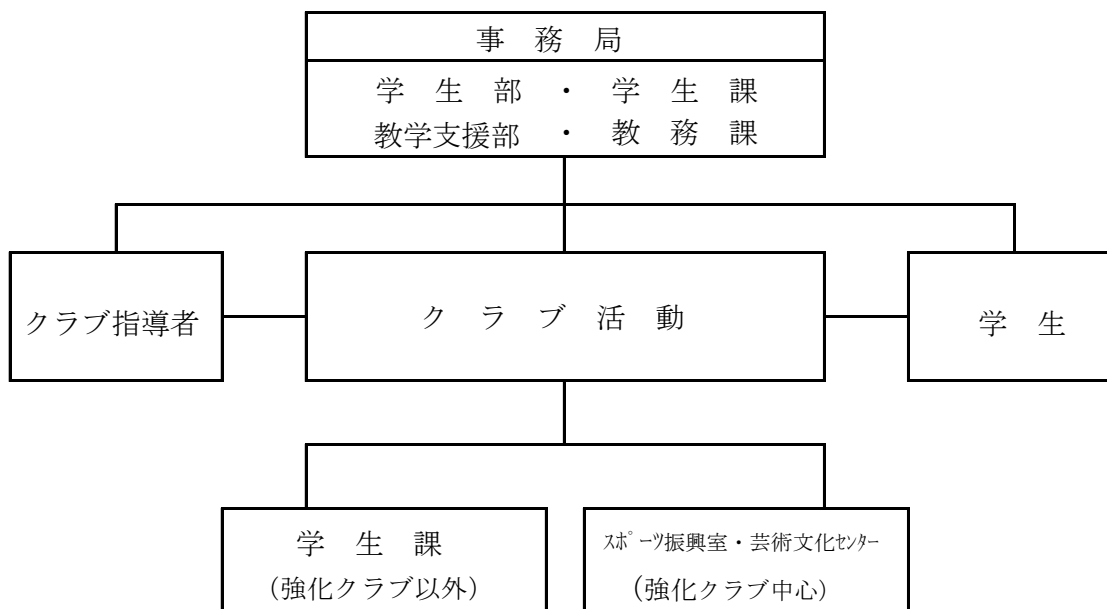 事　務　局
学　生　部　・　学　生　課
教学支援部　・　教　務　課
クラブ指導者
ク　ラ　ブ　活　動
学　生
学　生　課
(強化クラブ以外)
ｽﾎﾟｰﾂ振興室・芸術文化ｾﾝﾀｰ
(強化クラブ中心)